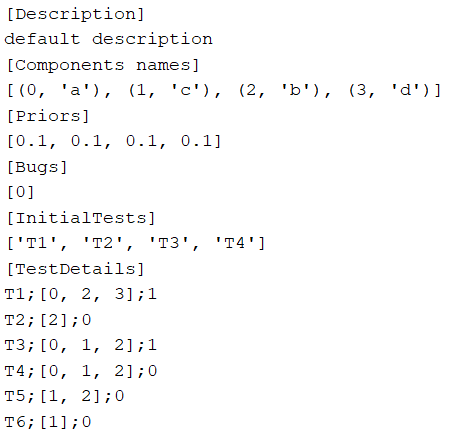 [Description]
default description
[Components names]
[(0, 'a'), (1, 'c'), (2, 'b'), (3, 'd')]
[Priors]
[0.1, 0.1, 0.1, 0.1]
[Bugs]
[0]
[InitialTests]
['T1', 'T2', 'T3', 'T4']
[TestDetails]
T1;[0, 2, 3];1
T2;[2];0
T3;[0, 1, 2];1
T4;[0, 1, 2];0
T5;[1, 2];0
T6;[1];0